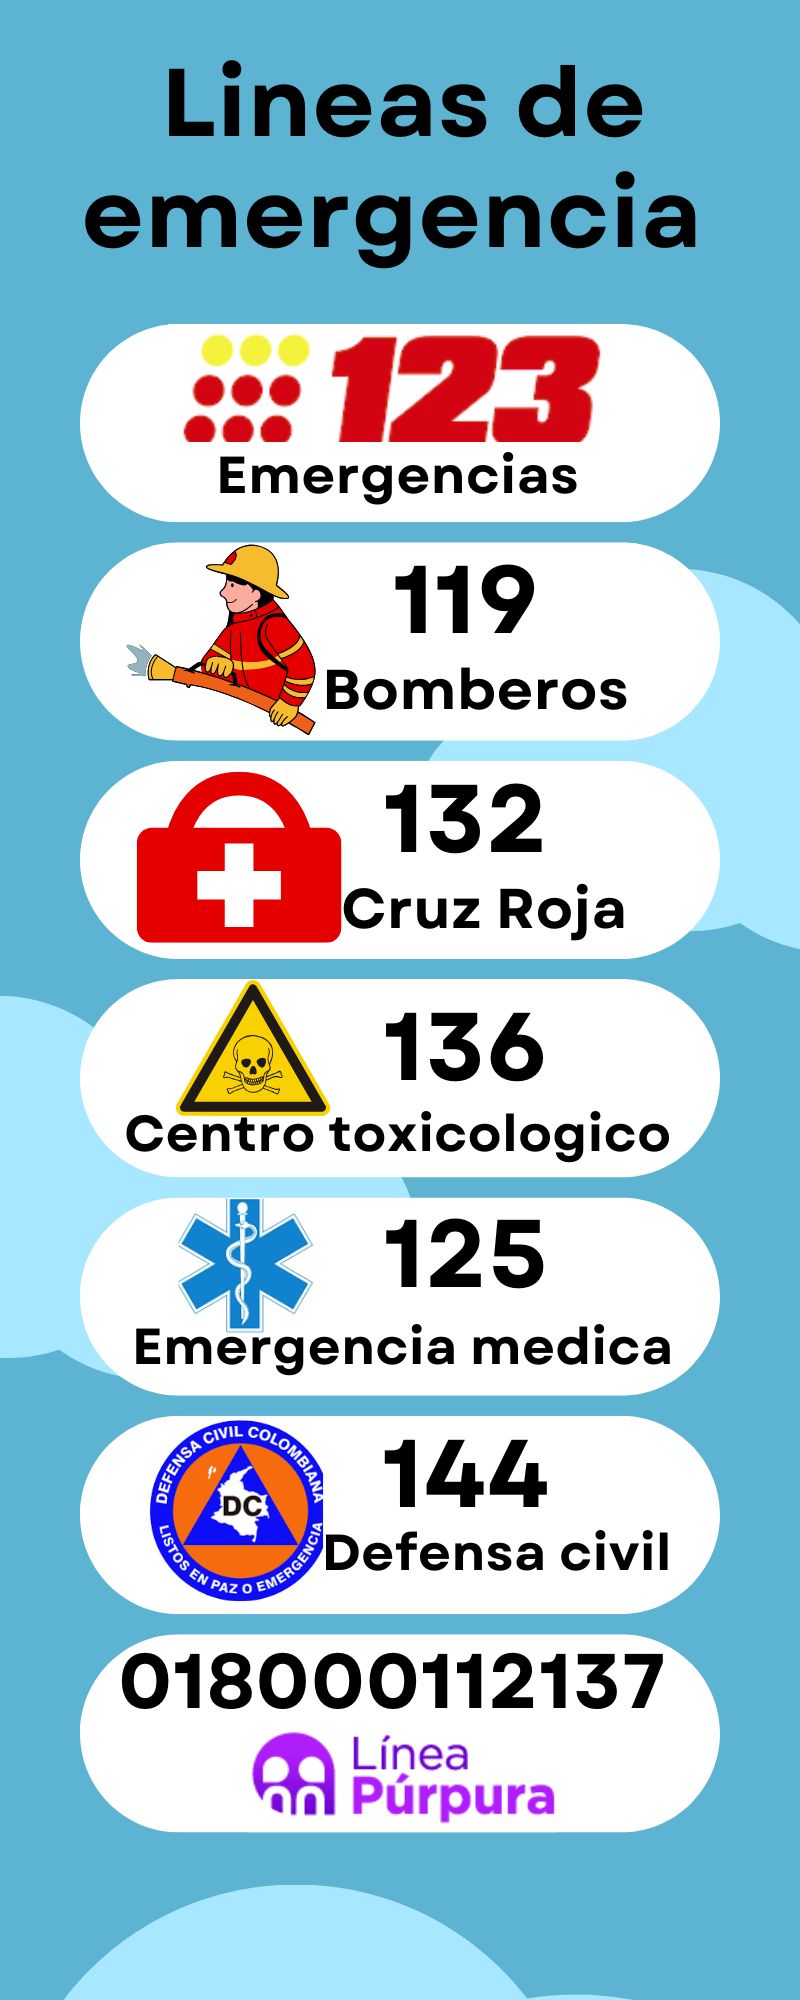 Lineas de
emergencia
123
Emergencias
119
Bomberos
132
Cruz Roja
136
Centro toxicologico
125
Emergencia medica
DEFENSA CIVIL COLOMBIANA
DC
LISTOS EN PAZ O EMERGENCIA
144
Defensa civil
018000112137
Línea
Púrpura